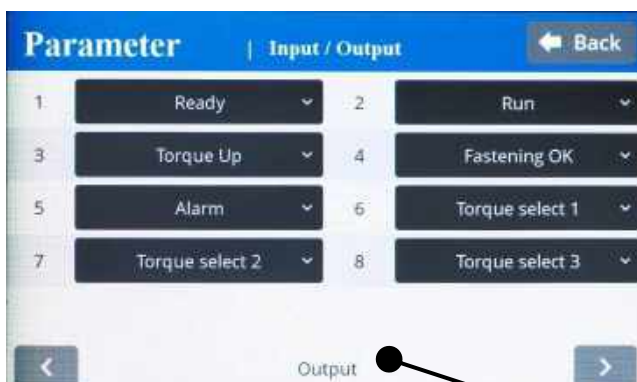 Parameter | Input / Output Back
1 Ready 2 Run
3 Torque Up 4 Fastening OK
5 Alarm 6 Torque select 1
7 Torque select 2 8 Torque select 3
Output